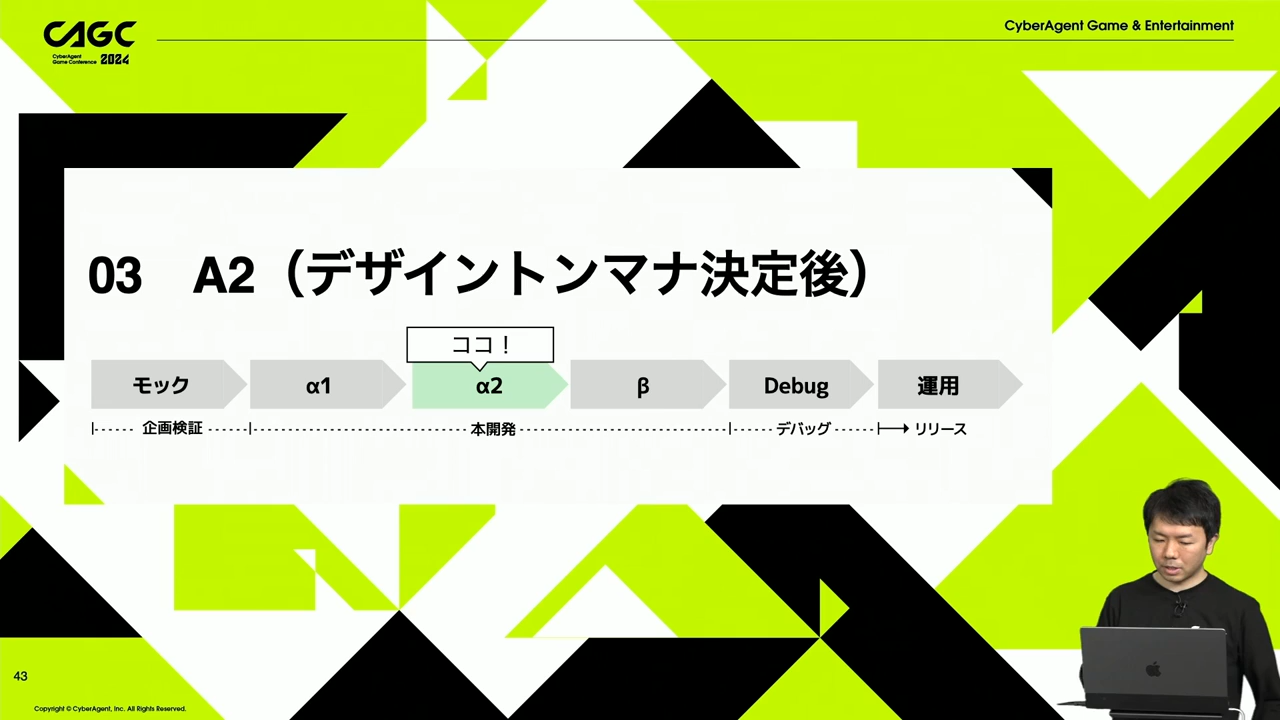 CAGC
CyberAgent
Game Conference 2024
CyberAgent Game & Entertainment
03 A2（デザイントンマナ決定後）
ココ！
モック α1 α2 β Debug 運用
企画検証 本開発 デバッグ リリース
43
Copyright © CyberAgent, Inc. All Rights Reserved.